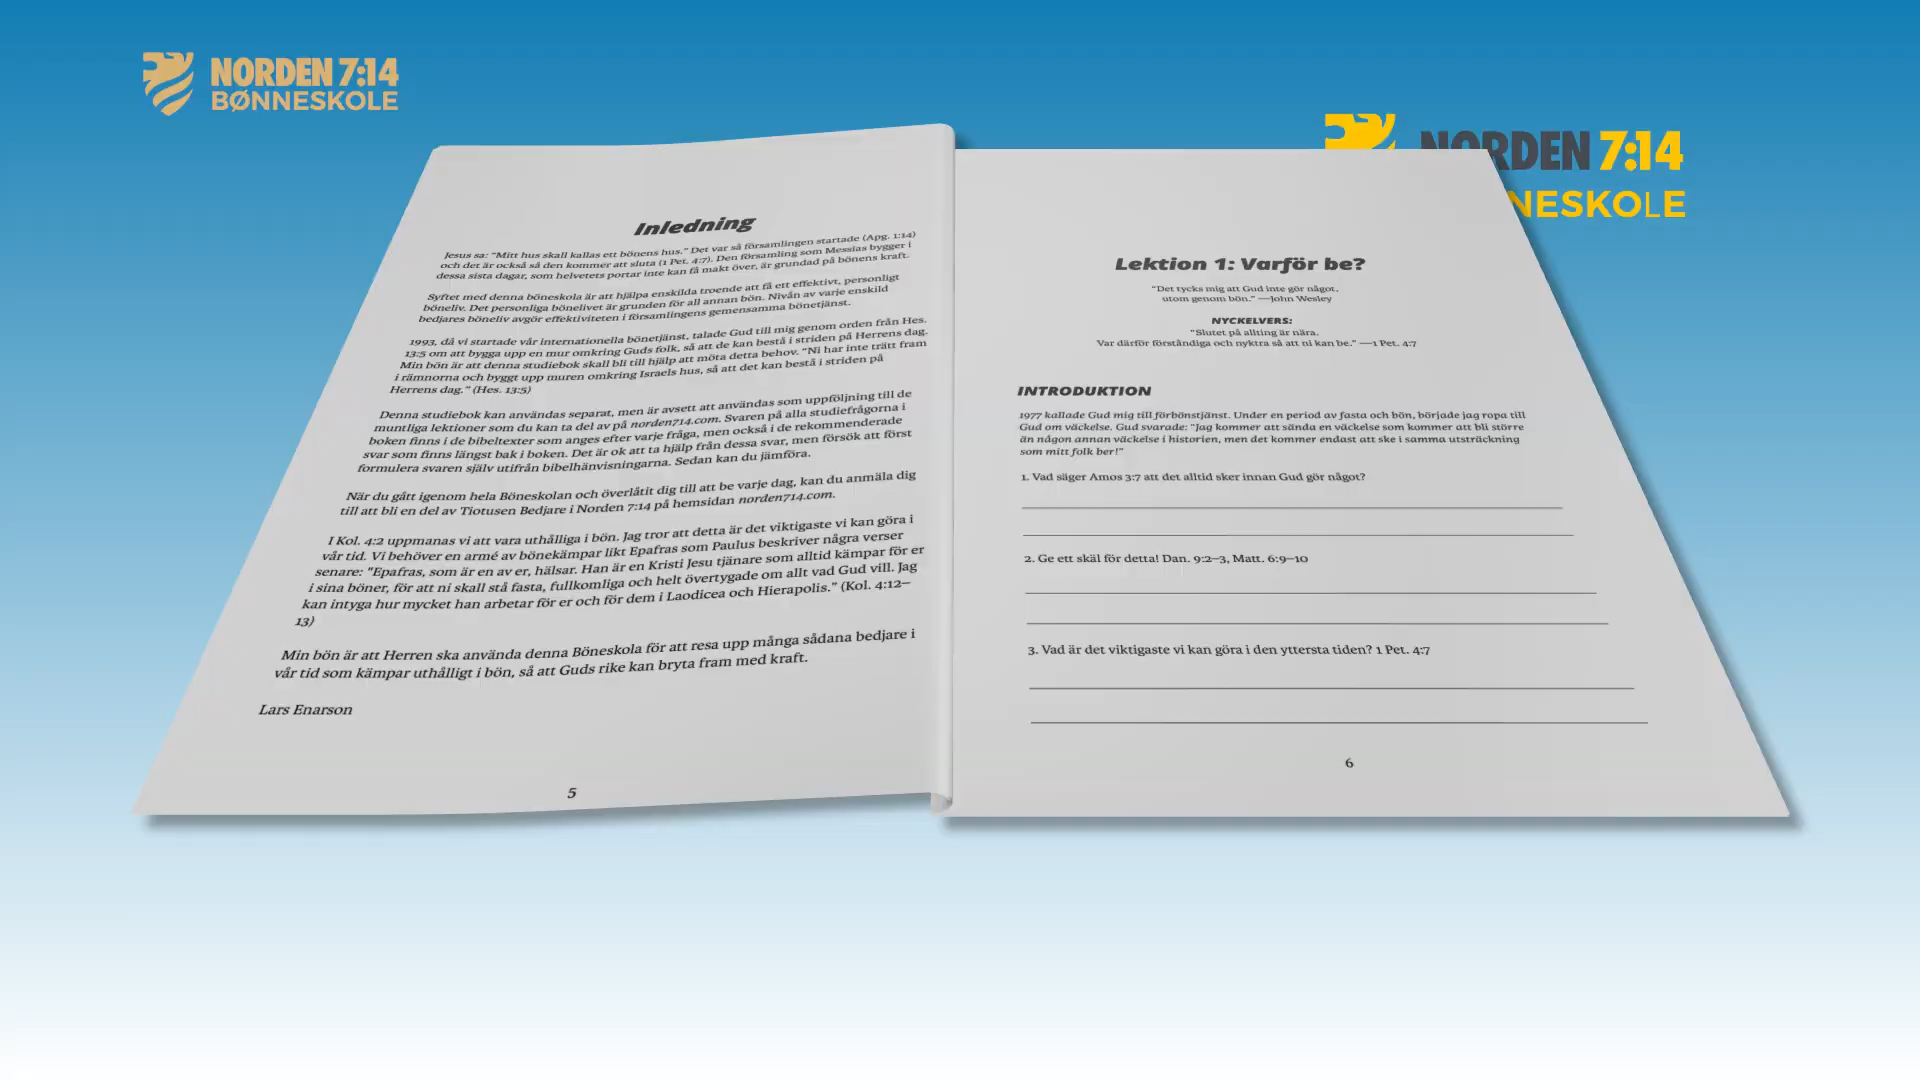 NORDEN 7:14
BØNNESKOLE
NORDEN 7:14
NESKOLE
Inledning
Jesus sa: "Mitt hus skall kallas ett bönens hus." Det var så församlingen startade (Apg. 1:14)
och det är också så den kommer att sluta (1 Pet. 4:7). Den församling som Messias bygger i
dessa sista dagar, som helvetets portar inte kan få makt över, är grundad på bönens kraft.
Syftet med denna böneskola är att hjälpa enskilda troende att få ett effektivt, personligt
böneliv. Det personliga bönelivet är grunden för all annan bön. Nivån av varje enskild
bedjares böneliv avgör effektiviteten i församlingens gemensamma bönetjänst.
1993, då vi startade vår internationella bönetjänst, talade Gud till mig genom orden från Hes.
13:5 om att bygga upp en mur omkring Guds folk, så att de kan bestå i striden på Herrens dag.
Min bön är att denna studiebok skall bli till hjälp att möta detta behov. "Ni har inte trätt fram
i rämnorna och byggt upp muren omkring Israels hus, så att det kan bestå i striden på
Herrens dag." (Hes. 13:5)
Denna studiebok kan användas separat, men är avsett att användas som uppföljning till de
muntliga lektioner som du kan ta del av på norden714.com. Svaren på alla studiefrågorna i
boken finns i de bibeltexter som anges efter varje fråga, men också i de rekommenderade
svar som finns längst bak i boken. Det är ok att ta hjälp från dessa svar, men försök att först
formulera svaren själv utifrån bibelhänvisningarna. Sedan kan du jämföra.
När du gått igenom hela Böneskolan och överlåtit dig till att be varje dag, kan du anmäla dig
till att bli en del av Tiotusen Bedjare i Norden 7:14 på hemsidan norden714.com.
I Kol. 4:2 uppmanas vi att vara uthålliga i bön. Jag tror att detta är det viktigaste vi kan göra i
vår tid. Vi behöver en armé av bönekämpar likt Epafras som Paulus beskriver några verser
senare: "Epafras, som är en av er, hälsar. Han är en Kristi Jesu tjänare som alltid kämpar för er
i sina böner, för att ni skall stå fasta, fullkomliga och helt övertygade om allt vad Gud vill. Jag
kan intyga hur mycket han arbetar för er och för dem i Laodicea och Hierapolis." (Kol. 4:12–
13)
Min bön är att Herren ska använda denna Böneskola för att resa upp många sådana bedjare i
vår tid som kämpar uthålligt i bön, så att Guds rike kan bryta fram med kraft.
Lars Enarson
5
Lektion 1: Varför be?
"Det tycks mig att Gud inte gör något,
utom genom bön." —John Wesley
NYCKELVERS:
"Slutet på allting är nära.
Var därför förståndiga och nyktra så att ni kan be." —1 Pet. 4:7
INTRODUKTION
1977 kallade Gud mig till förbönstjänst. Under en period av fasta och bön, började jag ropa till
Gud om väckelse. Gud svarade: "Jag kommer att sända en väckelse som kommer att bli större
än någon annan väckelse i historien, men det kommer endast att ske i samma utsträckning
som mitt folk ber!"
1. Vad säger Amos 3:7 att det alltid sker innan Gud gör något?
2. Ge ett skäl för detta! Dan. 9:2–3, Matt. 6:9–10
3. Vad är det viktigaste vi kan göra i den yttersta tiden? 1 Pet. 4:7
6